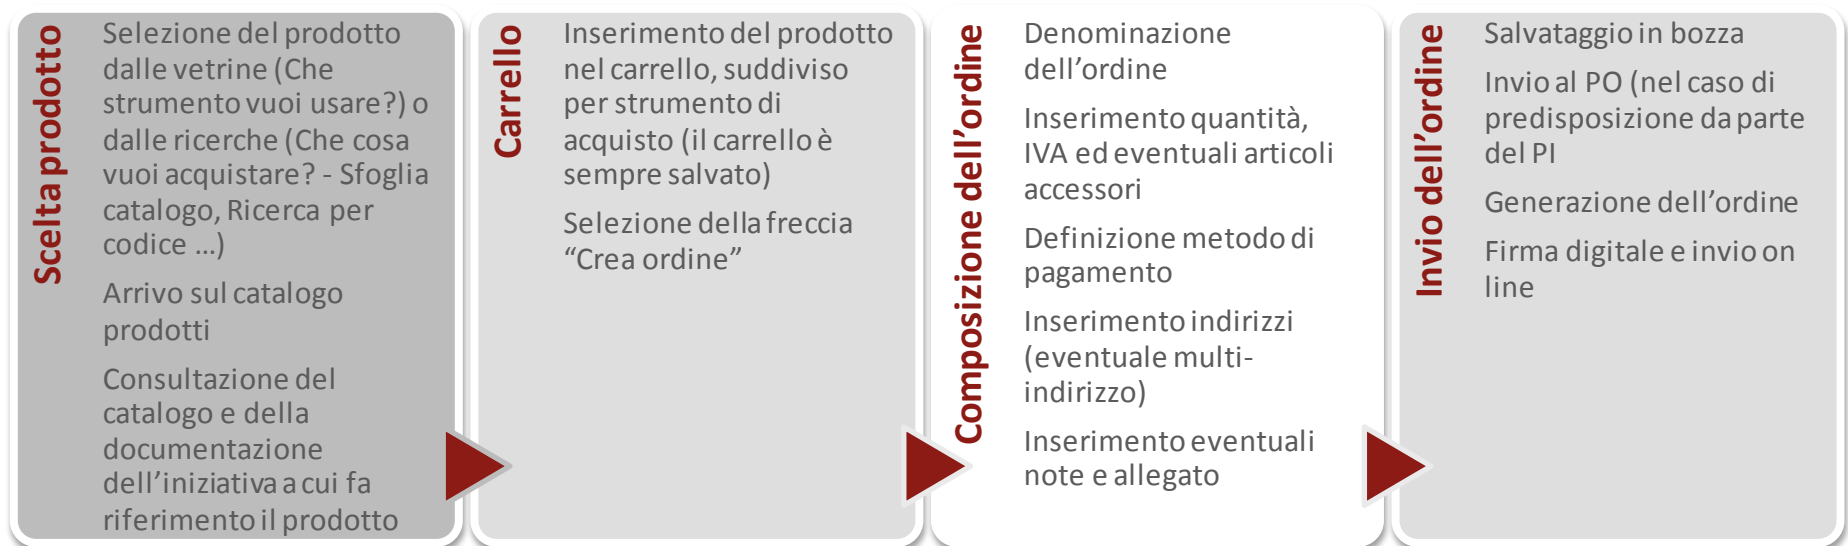 Scelta prodotto
Selezione del prodotto
dalle vetrine (Che
strumento vuoi usare?) o
dalle ricerche (Che cosa
vuoi acquistare? - Sfoglia
catalogo, Ricerca per
codice …)
Arrivo sul catalogo
prodotti
Consultazione del
catalogo e della
documentazione
dell’iniziativa a cui fa
riferimento il prodotto
Carrello
Inserimento del prodotto
nel carrello, suddiviso
per strumento di
acquisto (il carrello è
sempre salvato)
Selezione della freccia
“Crea ordine”
Composizione dell’ordine
Denominazione
dell’ordine
Inserimento quantità,
IVA ed eventuali articoli
accessori
Definizione metodo di
pagamento
Inserimento indirizzi
(eventuale multi-
indirizzo)
Inserimento eventuali
note e allegato
Invio dell’ordine
Salvataggio in bozza
Invio al PO (nel caso di
predisposizione da parte
del PI
Generazione dell’ordine
Firma digitale e invio on
line